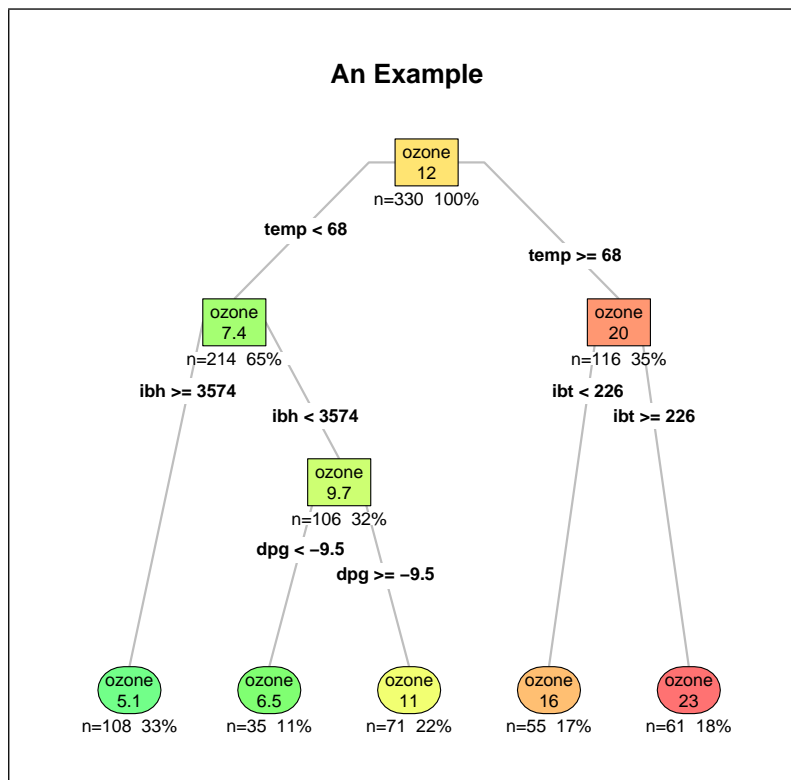 An Example
ozone
12
n=330 100%
temp < 68
temp >= 68
ozone
7.4
n=214 65%
ozone
20
n=116 35%
ibh >= 3574
ibh < 3574
ibt < 226
ibt >= 226
ozone
9.7
n=106 32%
dpg < −9.5
dpg >= −9.5
ozone
5.1
n=108 33%
ozone
6.5
n=35 11%
ozone
11
n=71 22%
ozone
16
n=55 17%
ozone
23
n=61 18%